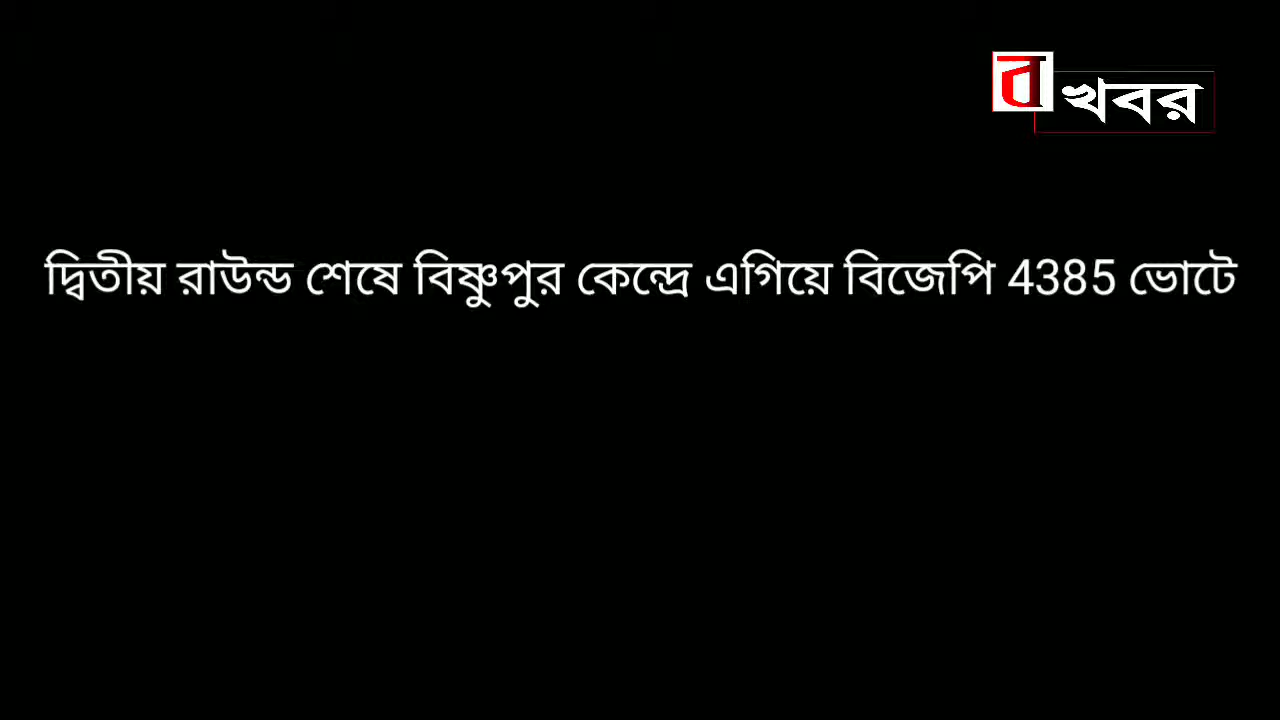 ব খবর
দ্বিতীয় রাউন্ড শেষে বিষ্ণুপুর কেন্দ্রে এগিয়ে বিজেপি 4385 ভোটে